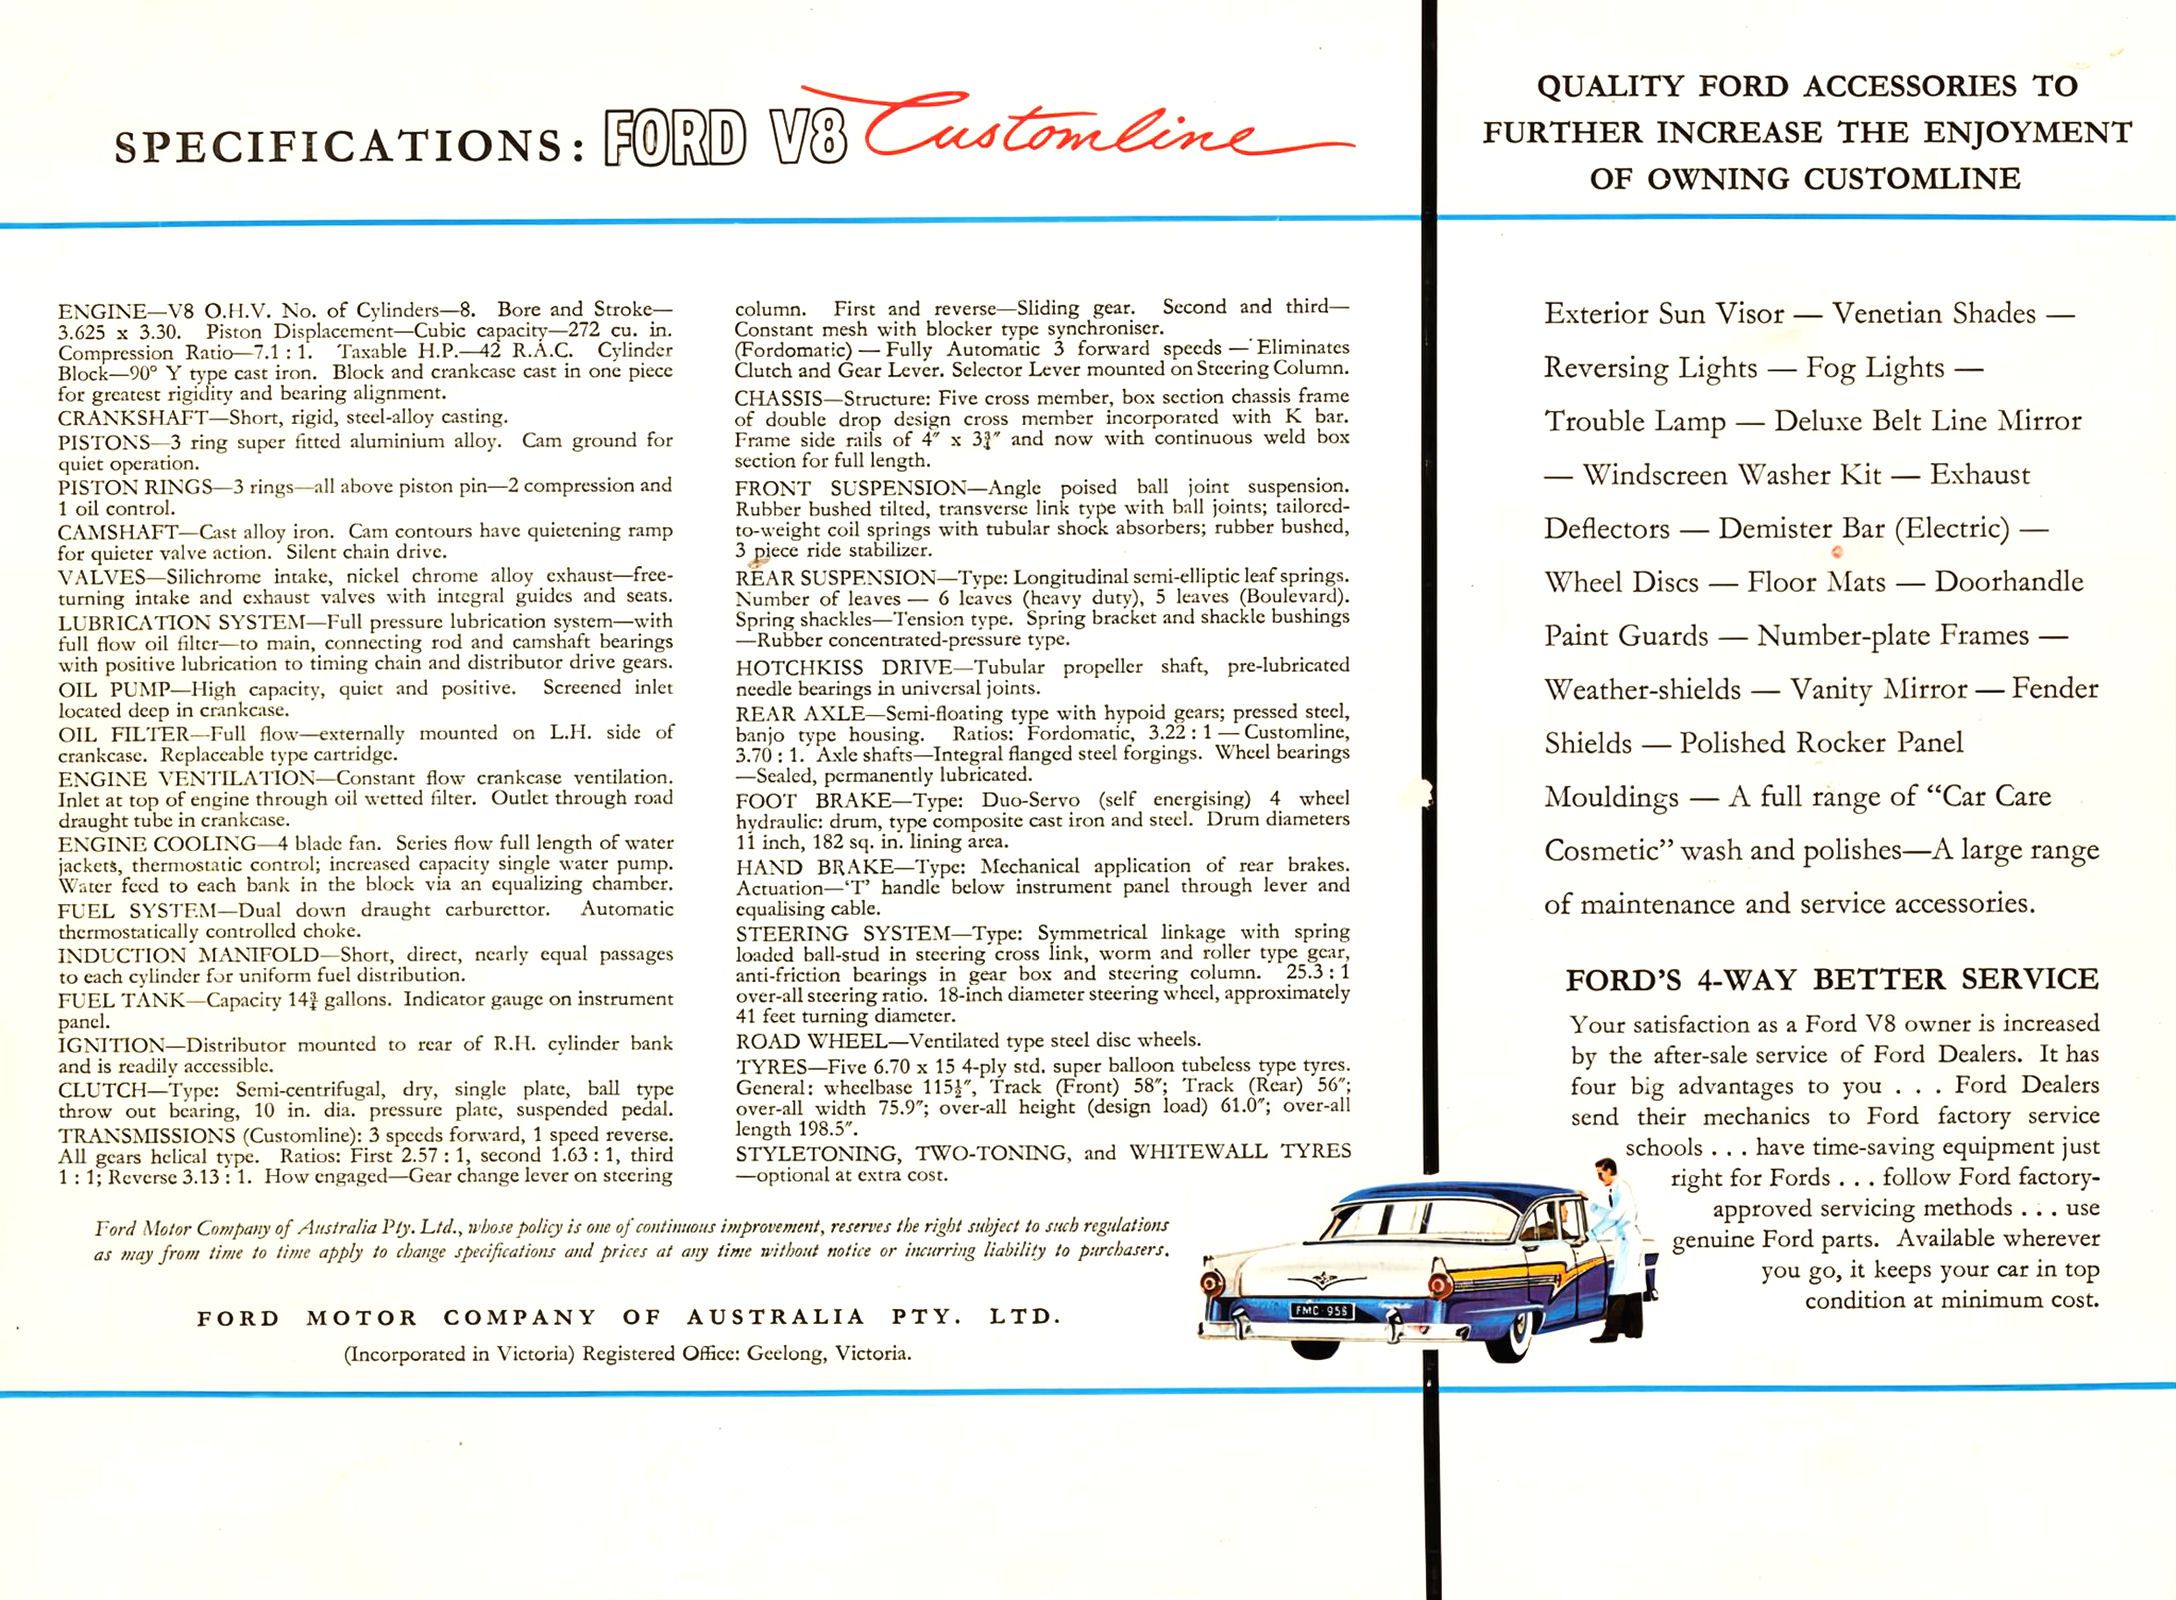 SPECIFICATIONS: FORD V8 Customline
ENGINE—V8 O.H.V. No. of Cylinders—8. Bore and Stroke—
3.625 x 3.30. Piston Displacement—Cubic capacity—272 cu. in.
Compression Ratio—7.1 : 1. Taxable H.P.—42 R.A.C. Cylinder
Block—90° Y type cast iron. Block and crankcase cast in one piece
for greatest rigidity and bearing alignment.
CRANKSHAFT—Short, rigid, steel-alloy casting.
PISTONS—3 ring super fitted aluminium alloy. Cam ground for
quiet operation.
PISTON RINGS—3 rings—all above piston pin—2 compression and
1 oil control.
CAMSHAFT—Cast alloy iron. Cam contours have quietening ramp
for quieter valve action. Silent chain drive.
VALVES—Silichrome intake, nickel chrome alloy exhaust—free-
turning intake and exhaust valves with integral guides and seats.
LUBRICATION SYSTEM—Full pressure lubrication system—with
full flow oil filter—to main, connecting rod and camshaft bearings
with positive lubrication to timing chain and distributor drive gears.
OIL PUMP—High capacity, quiet and positive. Screened inlet
located deep in crankcase.
OIL FILTER—Full flow—externally mounted on L.H. side of
crankcase. Replaceable type cartridge.
ENGINE VENTILATION—Constant flow crankcase ventilation.
Inlet at top of engine through oil wetted filter. Outlet through road
draught tube in crankcase.
ENGINE COOLING—4 blade fan. Series flow full length of water
jackets, thermostatic control; increased capacity single water pump.
Water feed to each bank in the block via an equalizing chamber.
FUEL SYSTEM—Dual down draught carburettor. Automatic
thermostatically controlled choke.
INDUCTION MANIFOLD—Short, direct, nearly equal passages
to each cylinder for uniform fuel distribution.
FUEL TANK—Capacity 14¾ gallons. Indicator gauge on instrument
panel.
IGNITION—Distributor mounted to rear of R.H. cylinder bank
and is readily accessible.
CLUTCH—Type: Semi-centrifugal, dry, single plate, ball type
throw out bearing, 10 in. dia. pressure plate, suspended pedal.
TRANSMISSIONS (Customline): 3 speeds forward, 1 speed reverse.
All gears helical type. Ratios: First 2.57 : 1, second 1.63 : 1, third
1 : 1; Reverse 3.13 : 1. How engaged—Gear change lever on steering
column. First and reverse—Sliding gear. Second and third—
Constant mesh with blocker type synchroniser.
(Fordomatic) — Fully Automatic 3 forward speeds — Eliminates
Clutch and Gear Lever. Selector Lever mounted on Steering Column.
CHASSIS—Structure: Five cross member, box section chassis frame
of double drop design cross member incorporated with K bar.
Frame side rails of 4″ x 3¾″ and now with continuous weld box
section for full length.
FRONT SUSPENSION—Angle poised ball joint suspension.
Rubber bushed tilted, transverse link type with ball joints; tailored-
to-weight coil springs with tubular shock absorbers; rubber bushed,
3 piece ride stabilizer.
REAR SUSPENSION—Type: Longitudinal semi-elliptic leaf springs.
Number of leaves — 6 leaves (heavy duty), 5 leaves (Boulevard).
Spring shackles—Tension type. Spring bracket and shackle bushings
—Rubber concentrated-pressure type.
HOTCHKISS DRIVE—Tubular propeller shaft, pre-lubricated
needle bearings in universal joints.
REAR AXLE—Semi-floating type with hypoid gears; pressed steel,
banjo type housing. Ratios: Fordomatic, 3.22 : 1 — Customline,
3.70 : 1. Axle shafts—Integral flanged steel forgings. Wheel bearings
—Sealed, permanently lubricated.
FOOT BRAKE—Type: Duo-Servo (self energising) 4 wheel
hydraulic: drum, type composite cast iron and steel. Drum diameters
11 inch, 182 sq. in. lining area.
HAND BRAKE—Type: Mechanical application of rear brakes.
Actuation—‘T’ handle below instrument panel through lever and
equalising cable.
STEERING SYSTEM—Type: Symmetrical linkage with spring
loaded ball-stud in steering cross link, worm and roller type gear,
anti-friction bearings in gear box and steering column. 25.3 : 1
over-all steering ratio. 18-inch diameter steering wheel, approximately
41 feet turning diameter.
ROAD WHEEL—Ventilated type steel disc wheels.
TYRES—Five 6.70 x 15 4-ply std. super balloon tubeless type tyres.
General: wheelbase 115½″, Track (Front) 58″; Track (Rear) 56″;
over-all width 75.9″; over-all height (design load) 61.0″; over-all
length 198.5″.
STYLETONING, TWO-TONING, and WHITEWALL TYRES
—optional at extra cost.
Ford Motor Company of Australia Pty. Ltd., whose policy is one of continuous improvement, reserves the right subject to such regulations
as may from time to time apply to change specifications and prices at any time without notice or incurring liability to purchasers.
FORD MOTOR COMPANY OF AUSTRALIA PTY. LTD.
(Incorporated in Victoria) Registered Office: Geelong, Victoria.
FMC·956
QUALITY FORD ACCESSORIES TO
FURTHER INCREASE THE ENJOYMENT
OF OWNING CUSTOMLINE
Exterior Sun Visor — Venetian Shades —
Reversing Lights — Fog Lights —
Trouble Lamp — Deluxe Belt Line Mirror
— Windscreen Washer Kit — Exhaust
Deflectors — Demister Bar (Electric) —
Wheel Discs — Floor Mats — Doorhandle
Paint Guards — Number-plate Frames —
Weather-shields — Vanity Mirror — Fender
Shields — Polished Rocker Panel
Mouldings — A full range of “Car Care
Cosmetic” wash and polishes—A large range
of maintenance and service accessories.
FORD'S 4-WAY BETTER SERVICE
Your satisfaction as a Ford V8 owner is increased
by the after-sale service of Ford Dealers. It has
four big advantages to you . . . Ford Dealers
send their mechanics to Ford factory service
schools . . . have time-saving equipment just
right for Fords . . . follow Ford factory-
approved servicing methods . . . use
genuine Ford parts. Available wherever
you go, it keeps your car in top
condition at minimum cost.